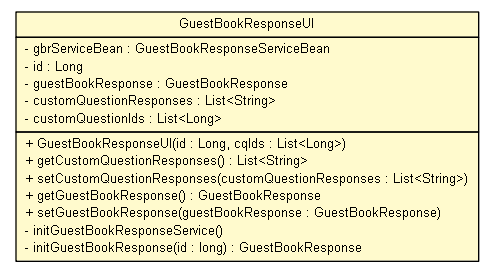 GuestBookResponseUI
- gbrServiceBean : GuestBookResponseServiceBean
- id : Long
- guestBookResponse : GuestBookResponse
- customQuestionResponses : List<String>
- customQuestionIds : List<Long>
+ GuestBookResponseUI(id : Long, cqIds : List<Long>)
+ getCustomQuestionResponses() : List<String>
+ setCustomQuestionResponses(customQuestionResponses : List<String>)
+ getGuestBookResponse() : GuestBookResponse
+ setGuestBookResponse(guestBookResponse : GuestBookResponse)
- initGuestBookResponseService()
- initGuestBookResponse(id : long) : GuestBookResponse